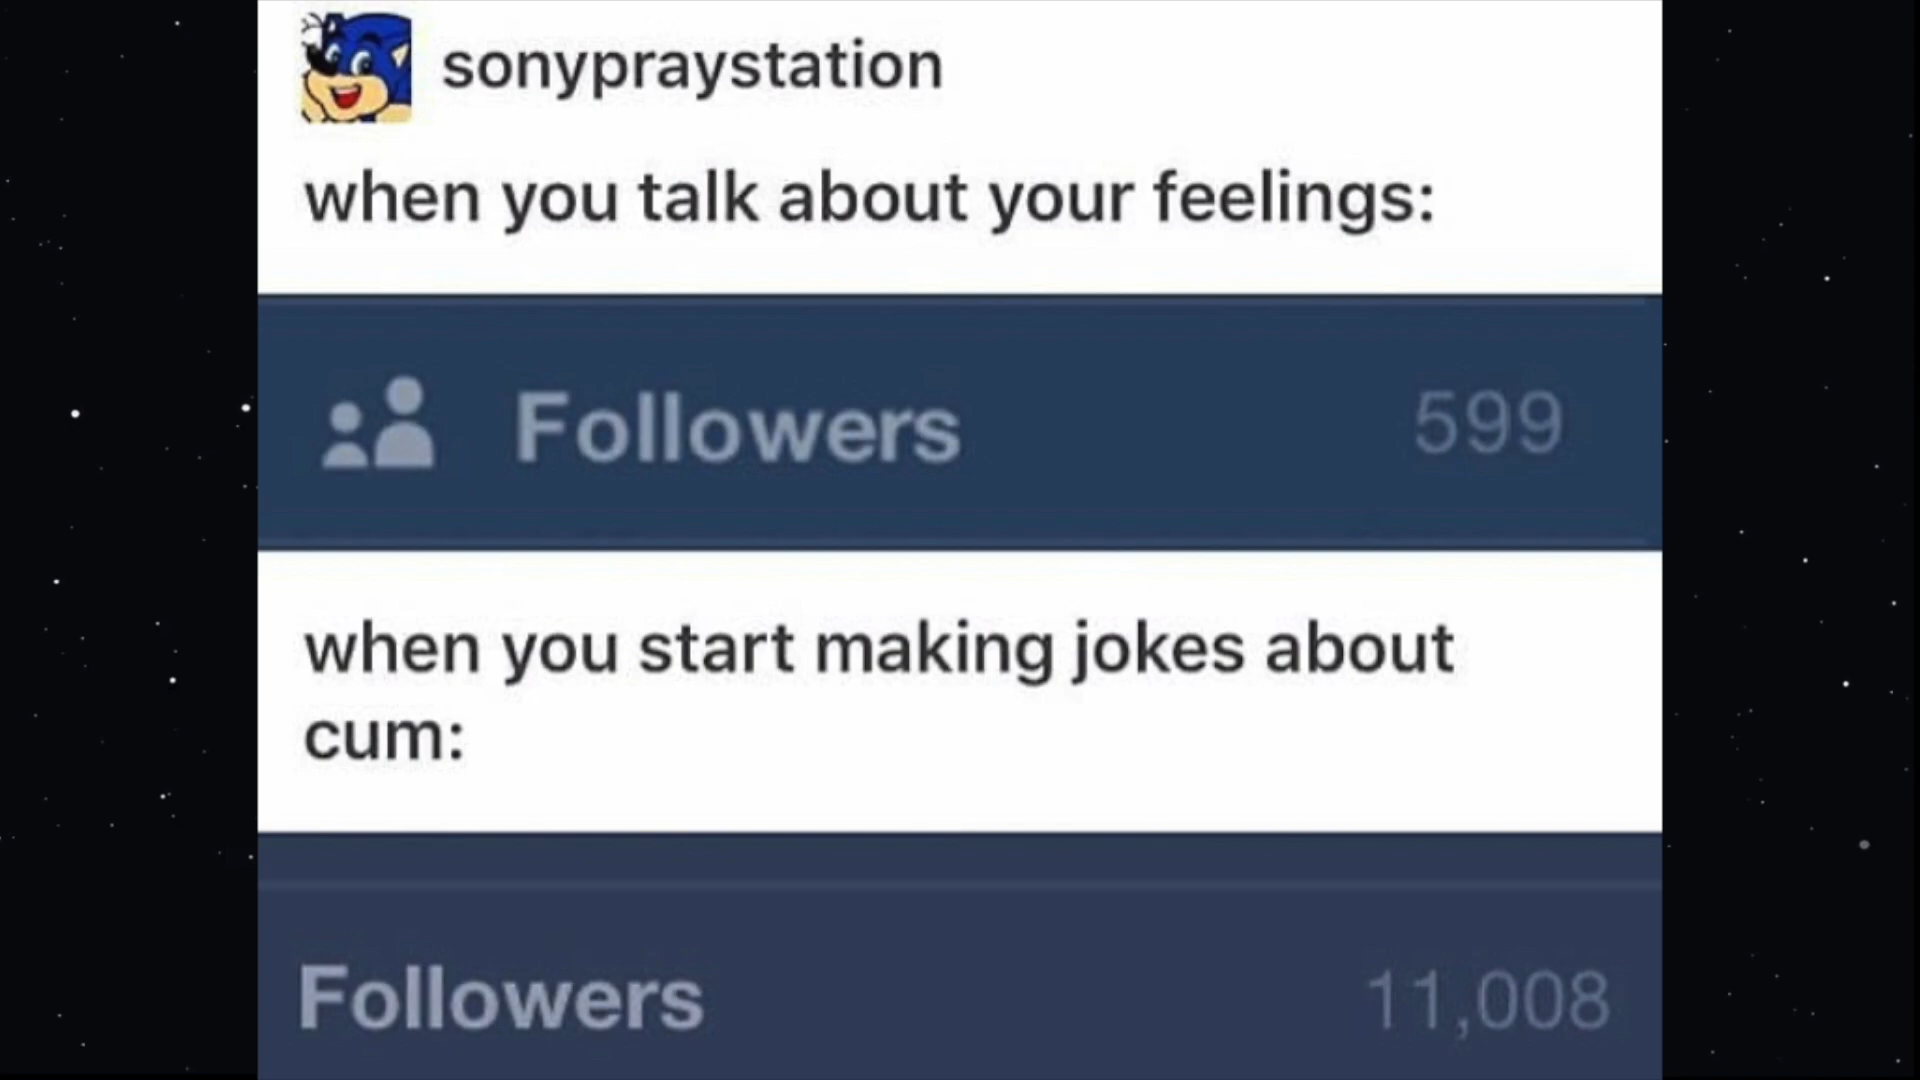 sonypraystation
when you talk about your feelings:
Followers 599
when you start making jokes about
cum:
Followers 11,008